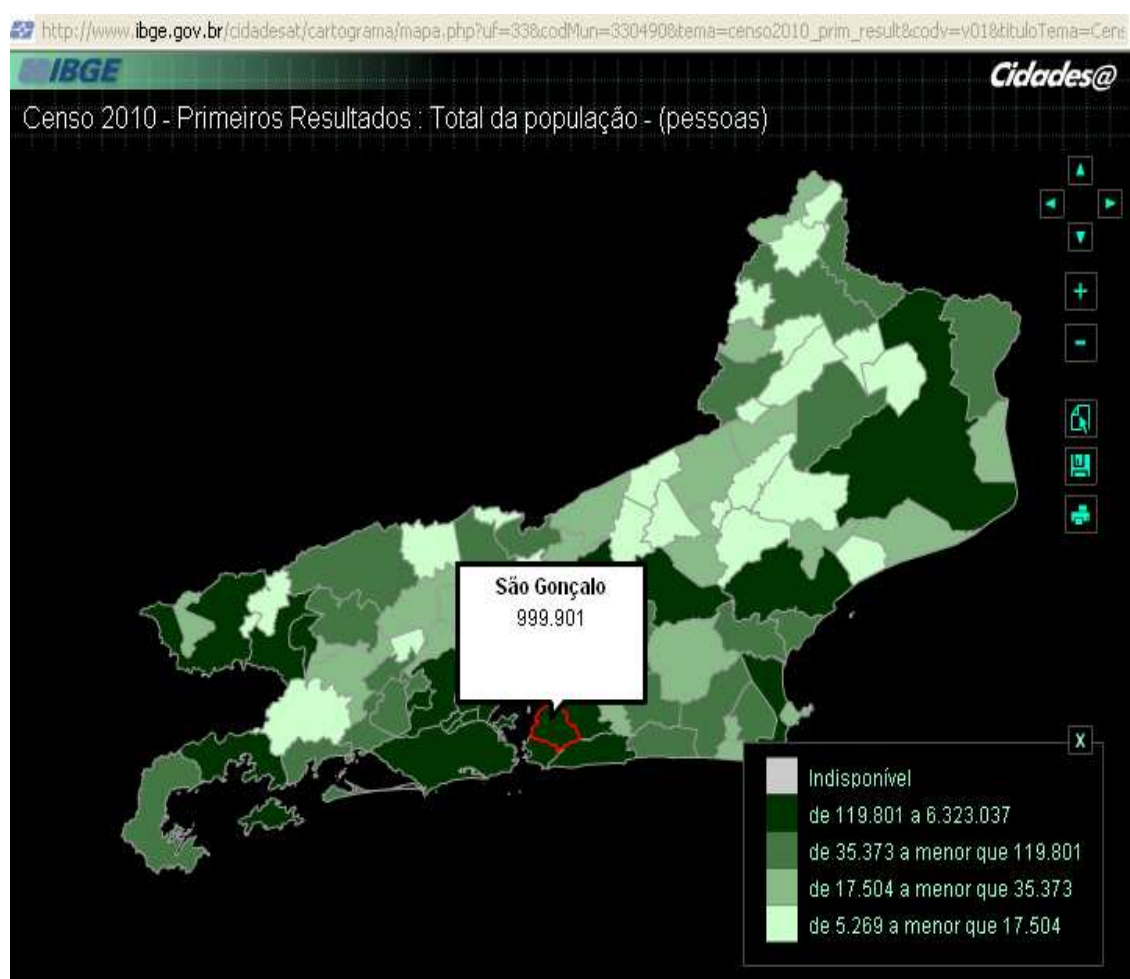 http://www.ibge.gov.br/cidadesat/cartograma/mapa.php?uf=33&codMun=330490&tema=censo2010_prim_result&codv=v01&tituloTema=Cens
IBGE
Cidades@
Censo 2010 - Primeiros Resultados : Total da população - (pessoas)
São Gonçalo
999.901
X
Indisponível
de 119.801 a 6.323.037
de 35.373 a menor que 119.801
de 17.504 a menor que 35.373
de 5.269 a menor que 17.504